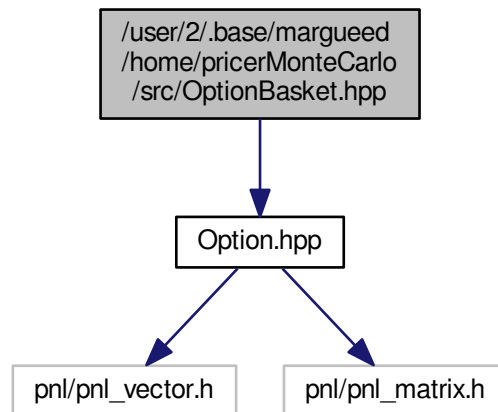 /user/2/.base/margueed
/home/pricerMonteCarlo
/src/OptionBasket.hpp
Option.hpp
pnl/pnl_vector.h
pnl/pnl_matrix.h